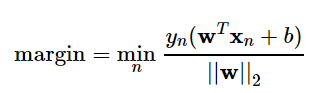 margin = min_n y_n(w^T x_n + b) / ||w||_2